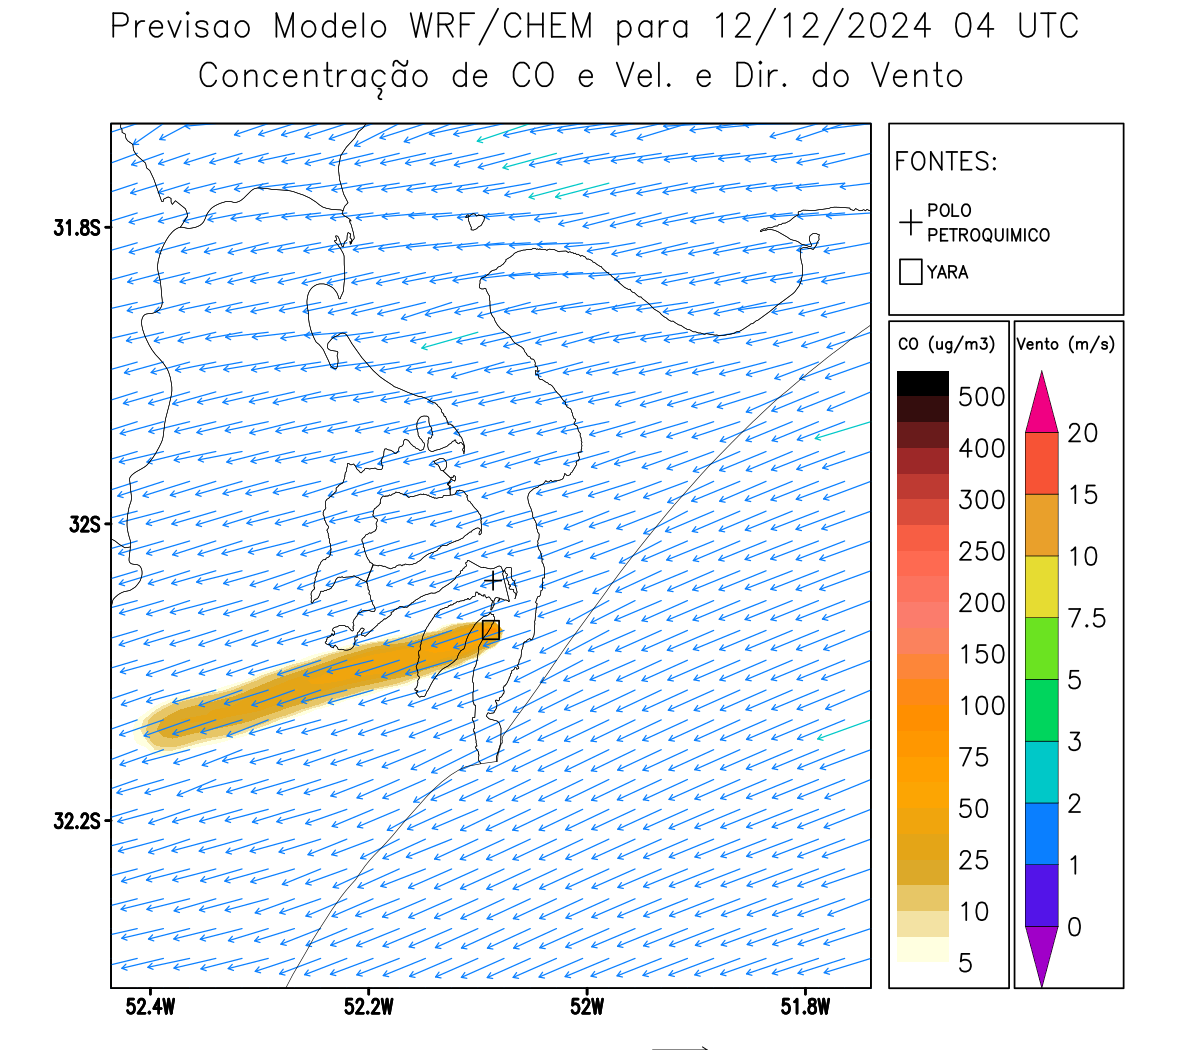 Previsao Modelo WRF/CHEM para 12/12/2024 04 UTC
Concentração de CO e Vel. e Dir. do Vento
FONTES:
POLO
PETROQUIMICO
YARA
CO (ug/m3)
500
400
300
250
200
150
100
75
50
25
10
5
Vento (m/s)
20
15
10
7.5
5
3
2
1
0
31.8S
32S
32.2S
52.4W
52.2W
52W
51.8W